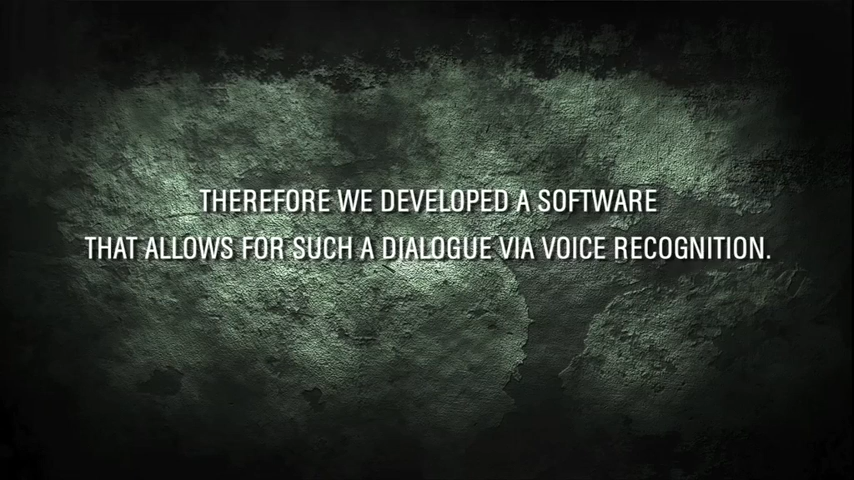 THEREFORE WE DEVELOPED A SOFTWARE
THAT ALLOWS FOR SUCH A DIALOGUE VIA VOICE RECOGNITION.